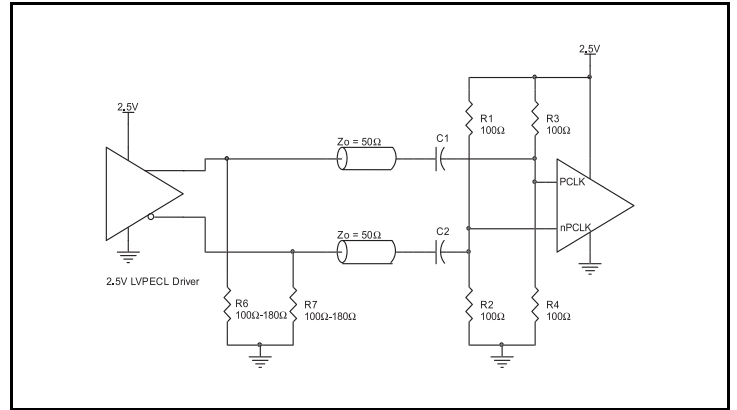 2.5V
2.5V
R1
100Ω
R3
100Ω
Zo = 50Ω
C1
PCLK
nPCLK
Zo = 50Ω
C2
2.5V LVPECL Driver
R6
100Ω-180Ω
R7
100Ω-180Ω
R2
100Ω
R4
100Ω